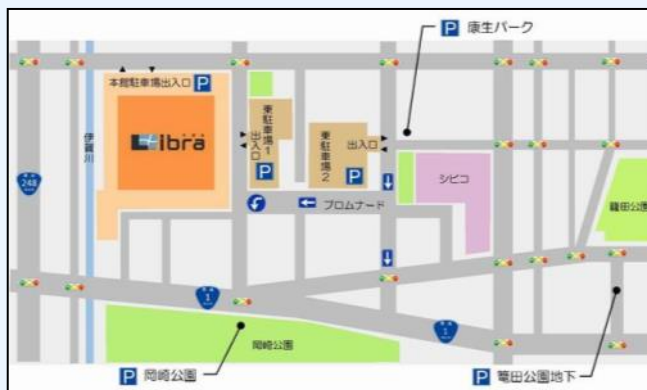 P 康生パーク
本館駐車場出入口 P
Libra
伊賀川
248
東駐車場1
出入口
P
東駐車場2
出入口
P
シビコ
籠田公園
プロムナード
1
1
岡崎公園
P 岡崎公園
P 篭田公園地下